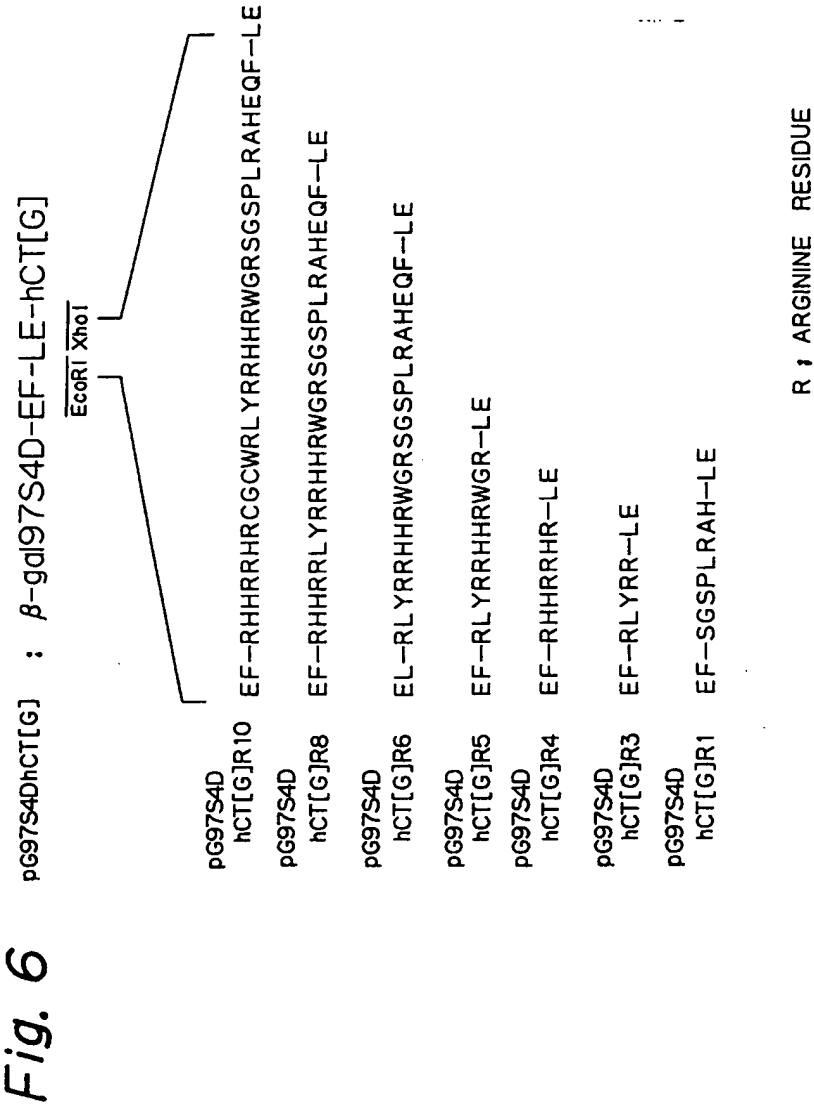 Fig. 6
pG97S4DhCT[G] : β-gal97S4D-EF-LE-hCT[G]
EcoRI XhoI
pG97S4D
hCT[G]R10 EF-RHHRRHRCGCWRLYRRHHRWGRSGSPLRAHEQF-LE
pG97S4D
hCT[G]R8 EF-RHHRRLYRRHHRWGRSGSPLRAHEQF-LE
pG97S4D
hCT[G]R6 EL-RLYRRHHRWGRSGSPLRAHEQF-LE
pG97S4D
hCT[G]R5 EF-RLYRRHHRWGR-LE
pG97S4D
hCT[G]R4 EF-RHHRRHR-LE
pG97S4D
hCT[G]R3 EF-RLYRR-LE
pG97S4D
hCT[G]R1 EF-SGSPLRAH-LE
R ; ARGININE RESIDUE